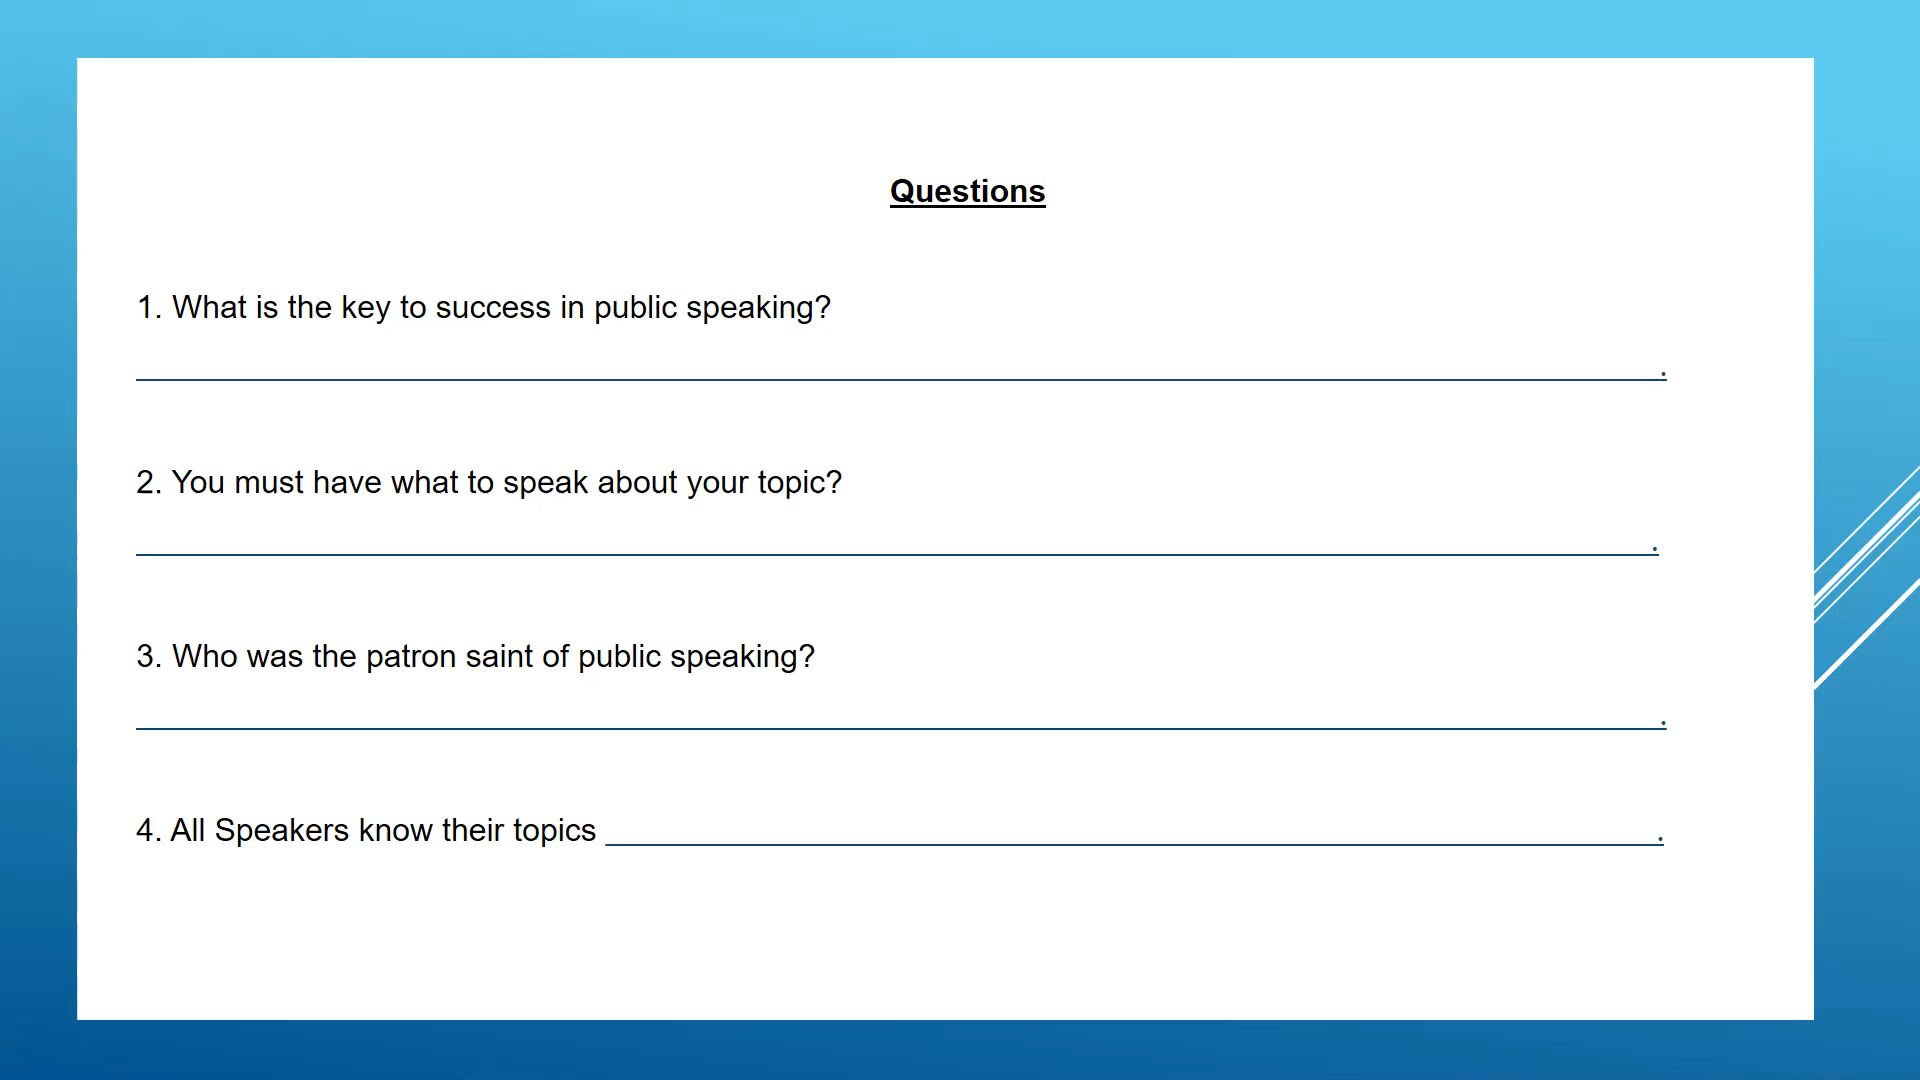 Questions
1. What is the key to success in public speaking?
.
2. You must have what to speak about your topic?
.
3. Who was the patron saint of public speaking?
.
4. All Speakers know their topics .